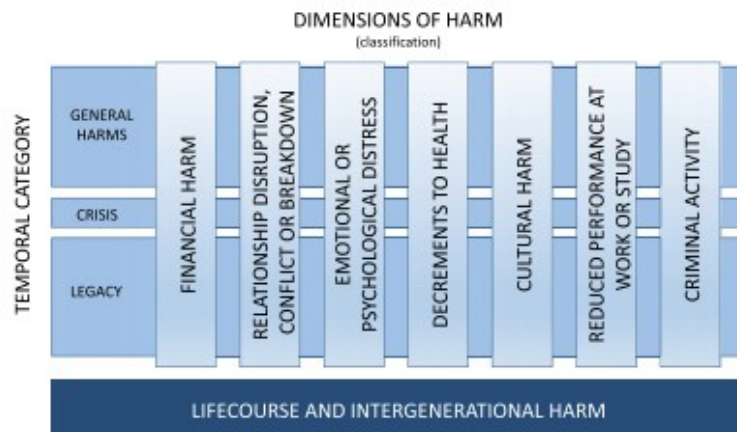 DIMENSIONS OF HARM
(classification)
TEMPORAL CATEGORY
GENERAL
HARMS
CRISIS
LEGACY
FINANCIAL HARM
RELATIONSHIP DISRUPTION,
CONFLICT OR BREAKDOWN
EMOTIONAL OR
PSYCHOLOGICAL DISTRESS
DECREMENTS TO HEALTH
CULTURAL HARM
REDUCED PERFORMANCE AT
WORK OR STUDY
CRIMINAL ACTIVITY
LIFECOURSE AND INTERGENERATIONAL HARM